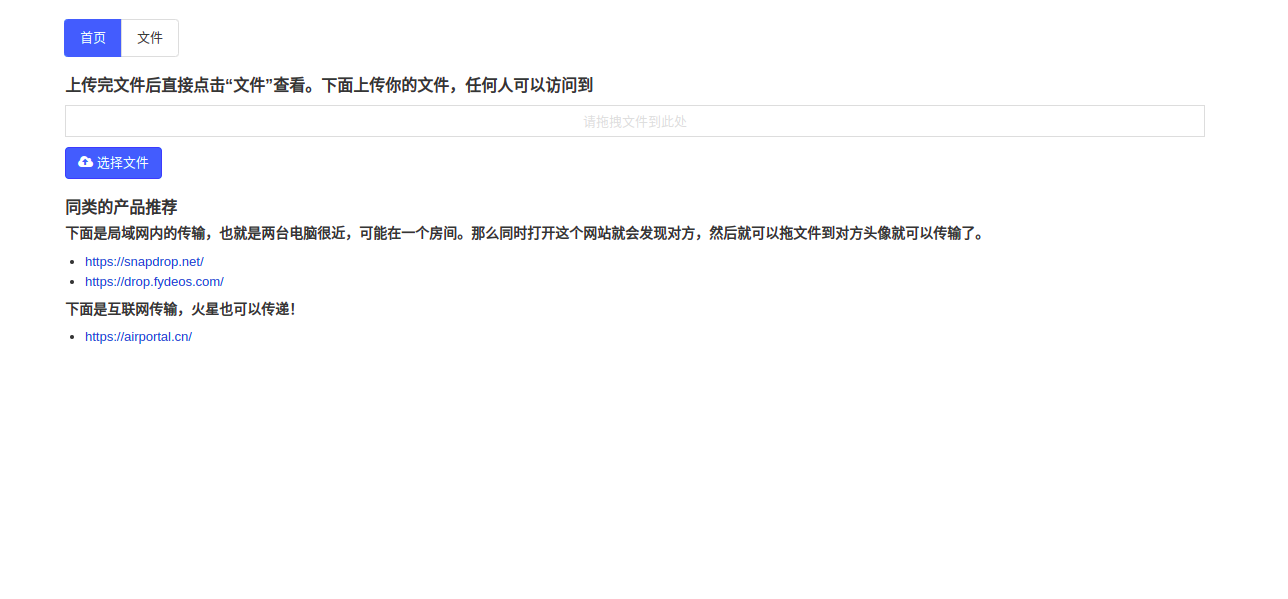 首页 文件
上传完文件后直接点击“文件”查看。下面上传你的文件，任何人可以访问到
请拖拽文件到此处
选择文件
同类的产品推荐
下面是局域网内的传输，也就是两台电脑很近，可能在一个房间。那么同时打开这个网站就会发现对方，然后就可以拖文件到对方头像就可以传输了。
https://snapdrop.net/
https://drop.fydeos.com/
下面是互联网传输，火星也可以传递！
https://airportal.cn/